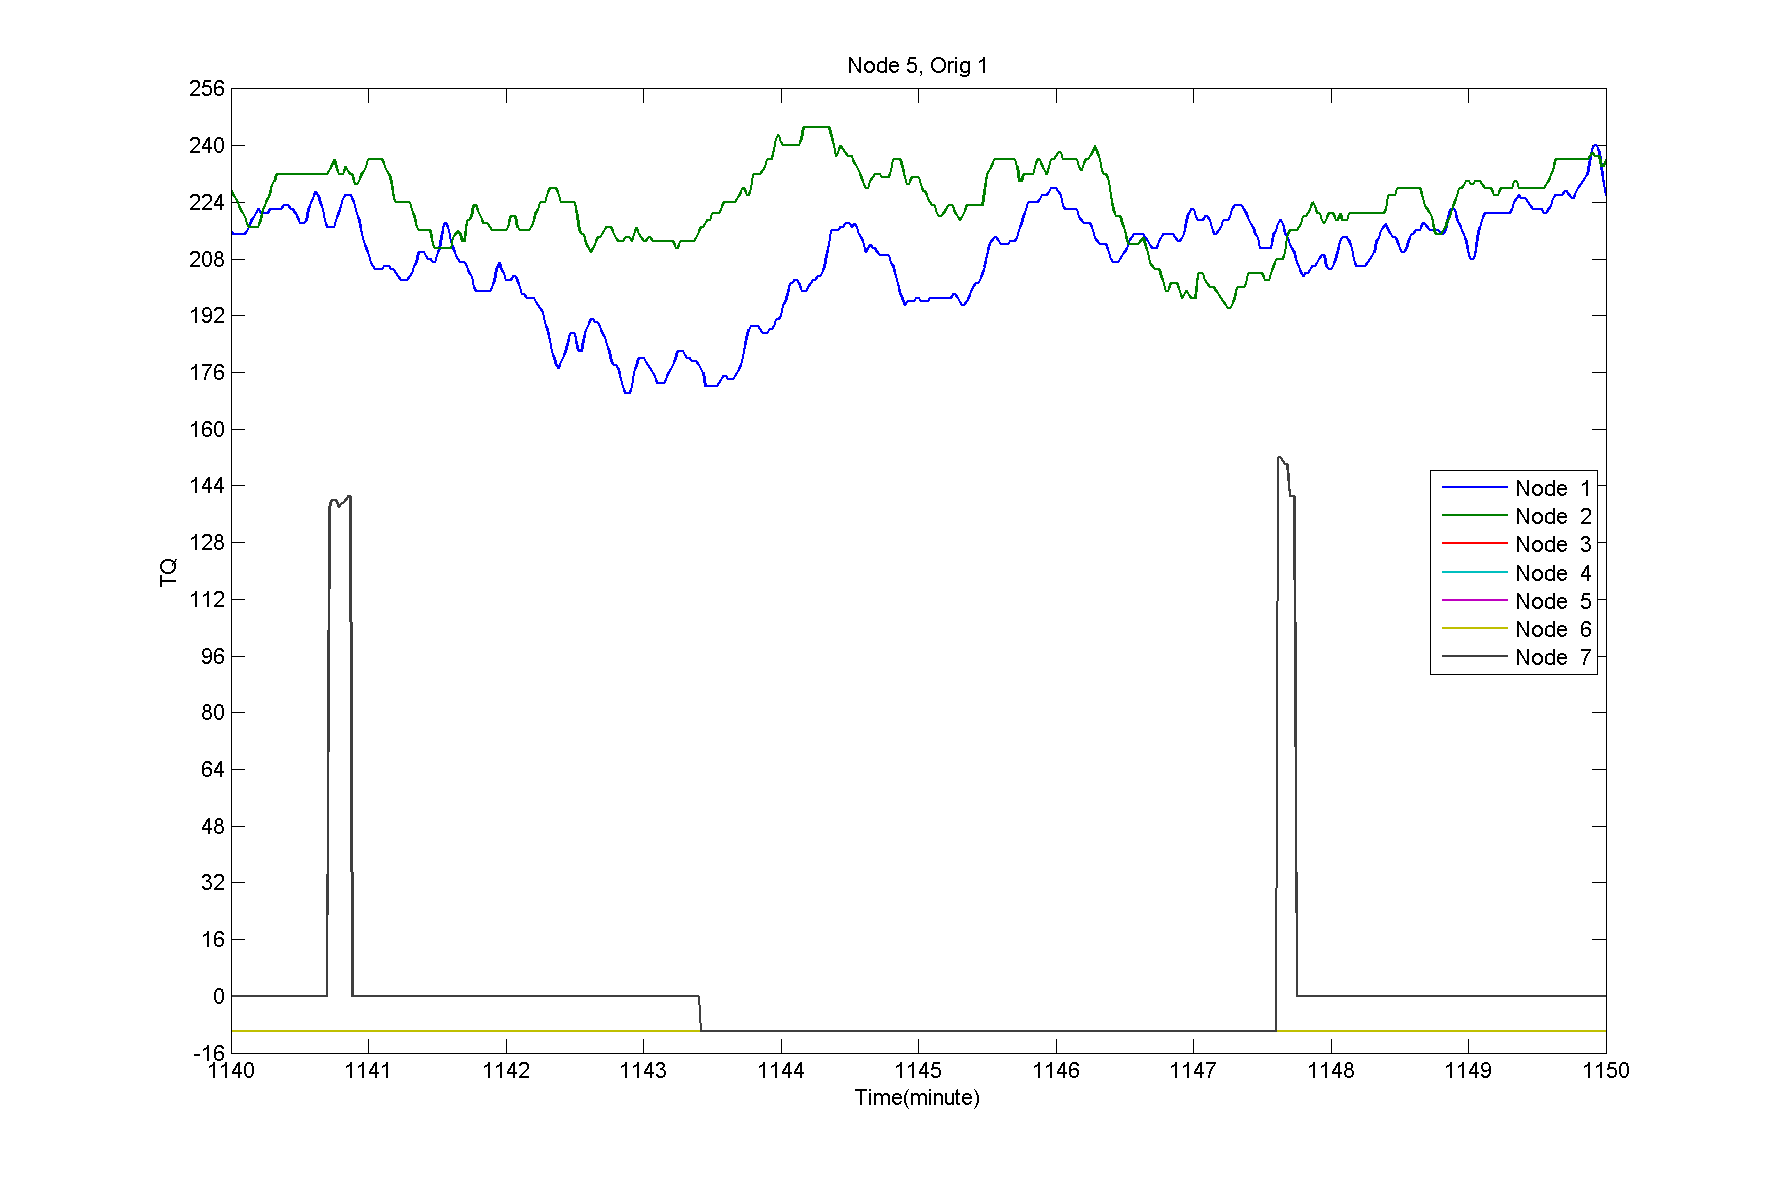 Node 5, Orig 1
256
240
224
208
192
176
160
144
128
112
96
80
64
48
32
16
0
-16
TQ
Node 1
Node 2
Node 3
Node 4
Node 5
Node 6
Node 7
1140 1141 1142 1143 1144 1145 1146 1147 1148 1149 1150
Time(minute)